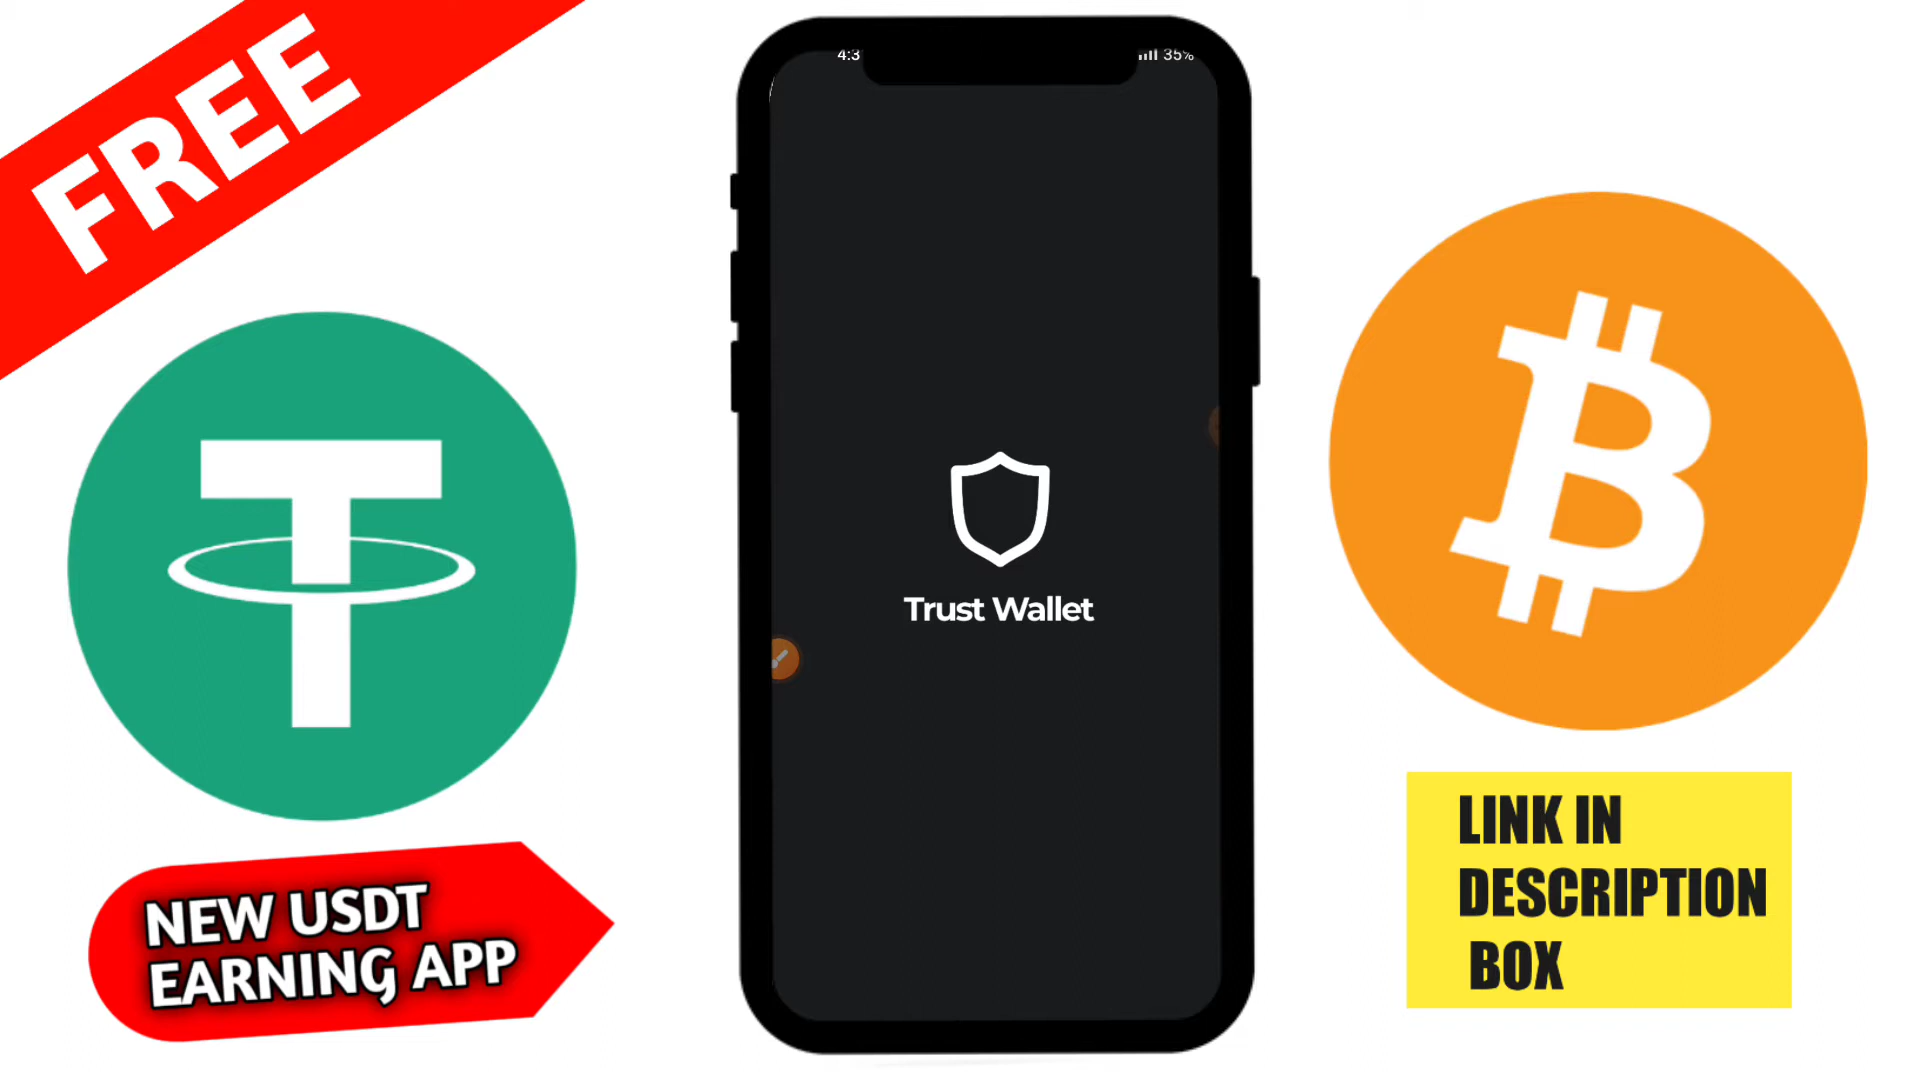 FREE
4:3
35%
Trust Wallet
NEW USDT
EARNING APP
LINK IN
DESCRIPTION
BOX